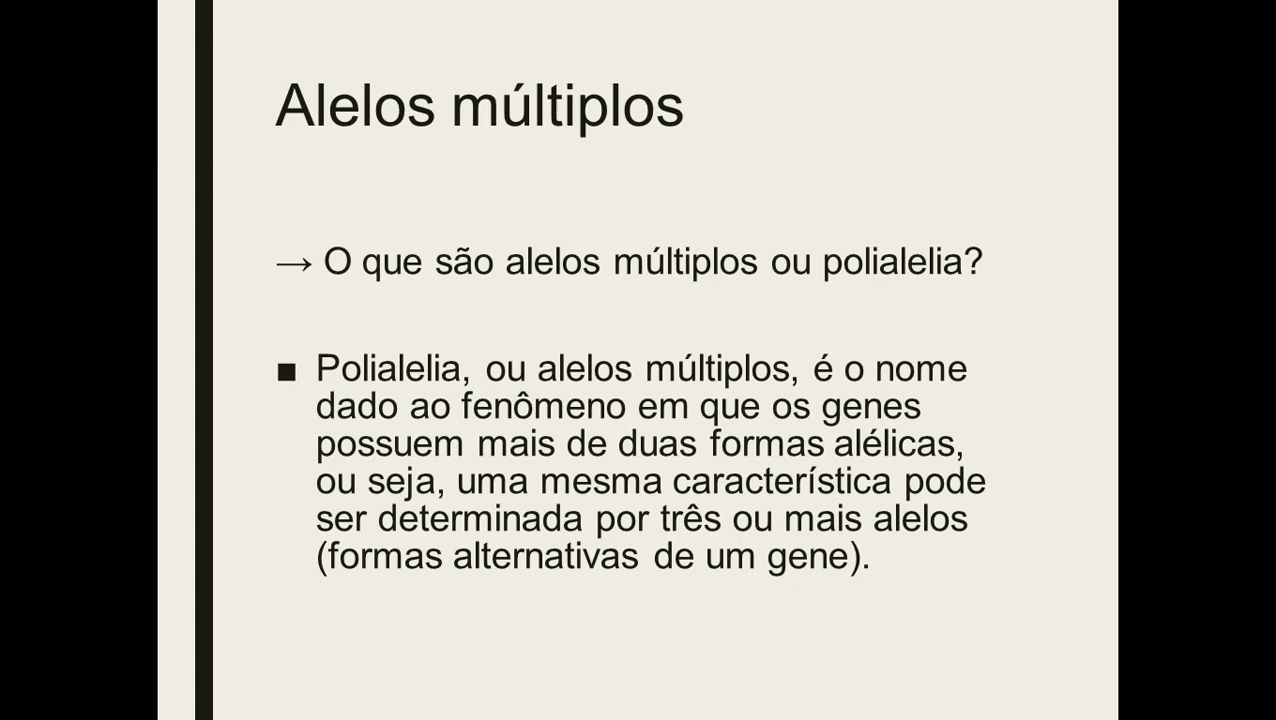 Alelos múltiplos
→ O que são alelos múltiplos ou polialelia?
■ Polialelia, ou alelos múltiplos, é o nome
dado ao fenômeno em que os genes
possuem mais de duas formas alélicas,
ou seja, uma mesma característica pode
ser determinada por três ou mais alelos
(formas alternativas de um gene).